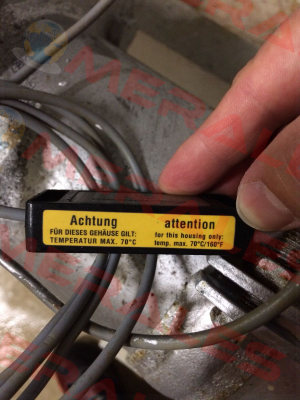 Achtung
FÜR DIESES GEHÄUSE GILT:
TEMPERATUR MAX. 70°C
attention
for this housing only:
temp. max. 70°C/160°F